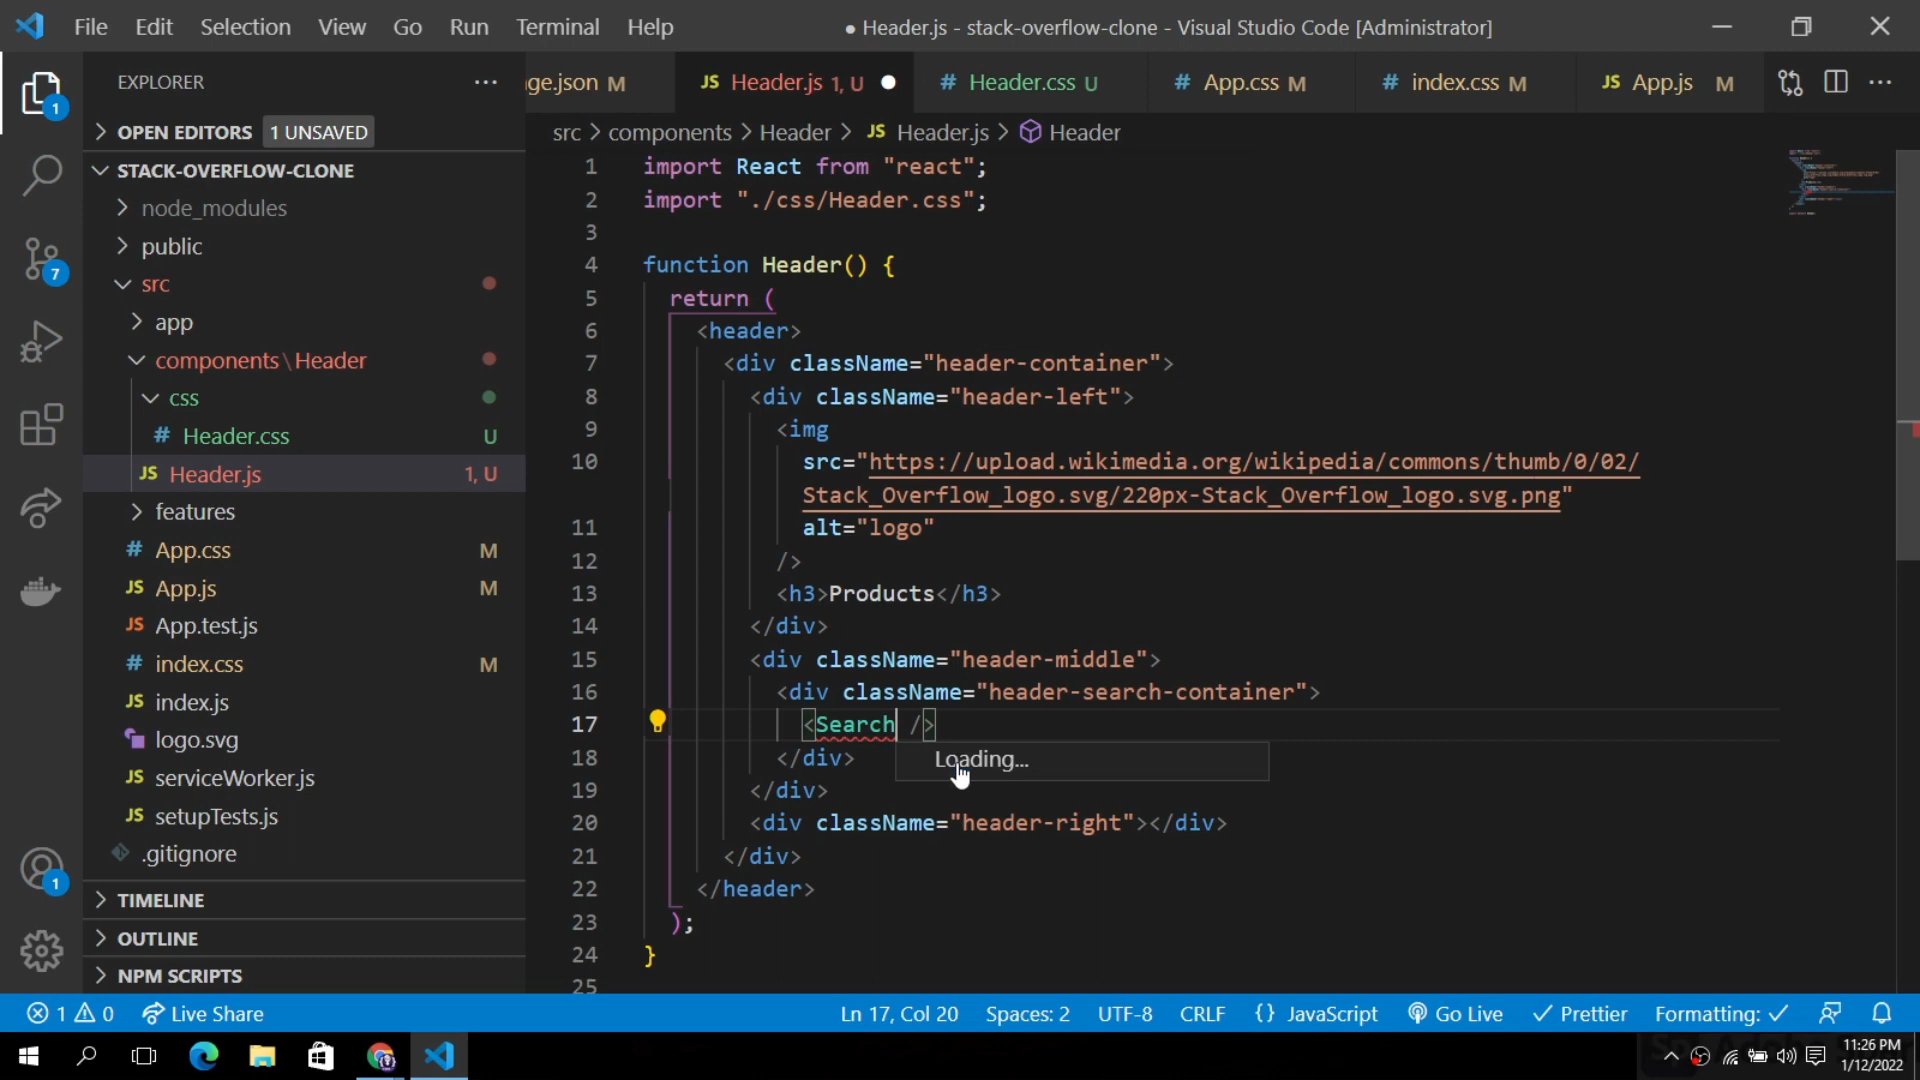 File Edit Selection View Go Run Terminal Help
● Header.js - stack-overflow-clone - Visual Studio Code [Administrator]
EXPLORER
OPEN EDITORS 1 UNSAVED
STACK-OVERFLOW-CLONE
node_modules
public
src
app
components\Header
css
# Header.css U
JS Header.js 1, U
features
# App.css M
JS App.js M
JS App.test.js
# index.css M
JS index.js
logo.svg
JS serviceWorker.js
JS setupTests.js
.gitignore
TIMELINE
OUTLINE
NPM SCRIPTS
1
7
1
ge.json M JS Header.js 1, U # Header.css U # App.css M # index.css M JS App.js M
src > components > Header > JS Header.js > Header
1 import React from "react";
2 import "./css/Header.css";
3
4 function Header() {
5 return (
6 <header>
7 <div className="header-container">
8 <div className="header-left">
9 <img
10 src="https://upload.wikimedia.org/wikipedia/commons/thumb/0/02/
Stack_Overflow_logo.svg/220px-Stack_Overflow_logo.svg.png"
11 alt="logo"
12 />
13 <h3>Products</h3>
14 </div>
15 <div className="header-middle">
16 <div className="header-search-container">
17 <Search />
Loading...
18 </div>
19 </div>
20 <div className="header-right"></div>
21 </div>
22 </header>
23 );
24 }
25
1 0 Live Share Ln 17, Col 20 Spaces: 2 UTF-8 CRLF {} JavaScript Go Live Prettier Formatting: ✓
11:26 PM
1/12/2022